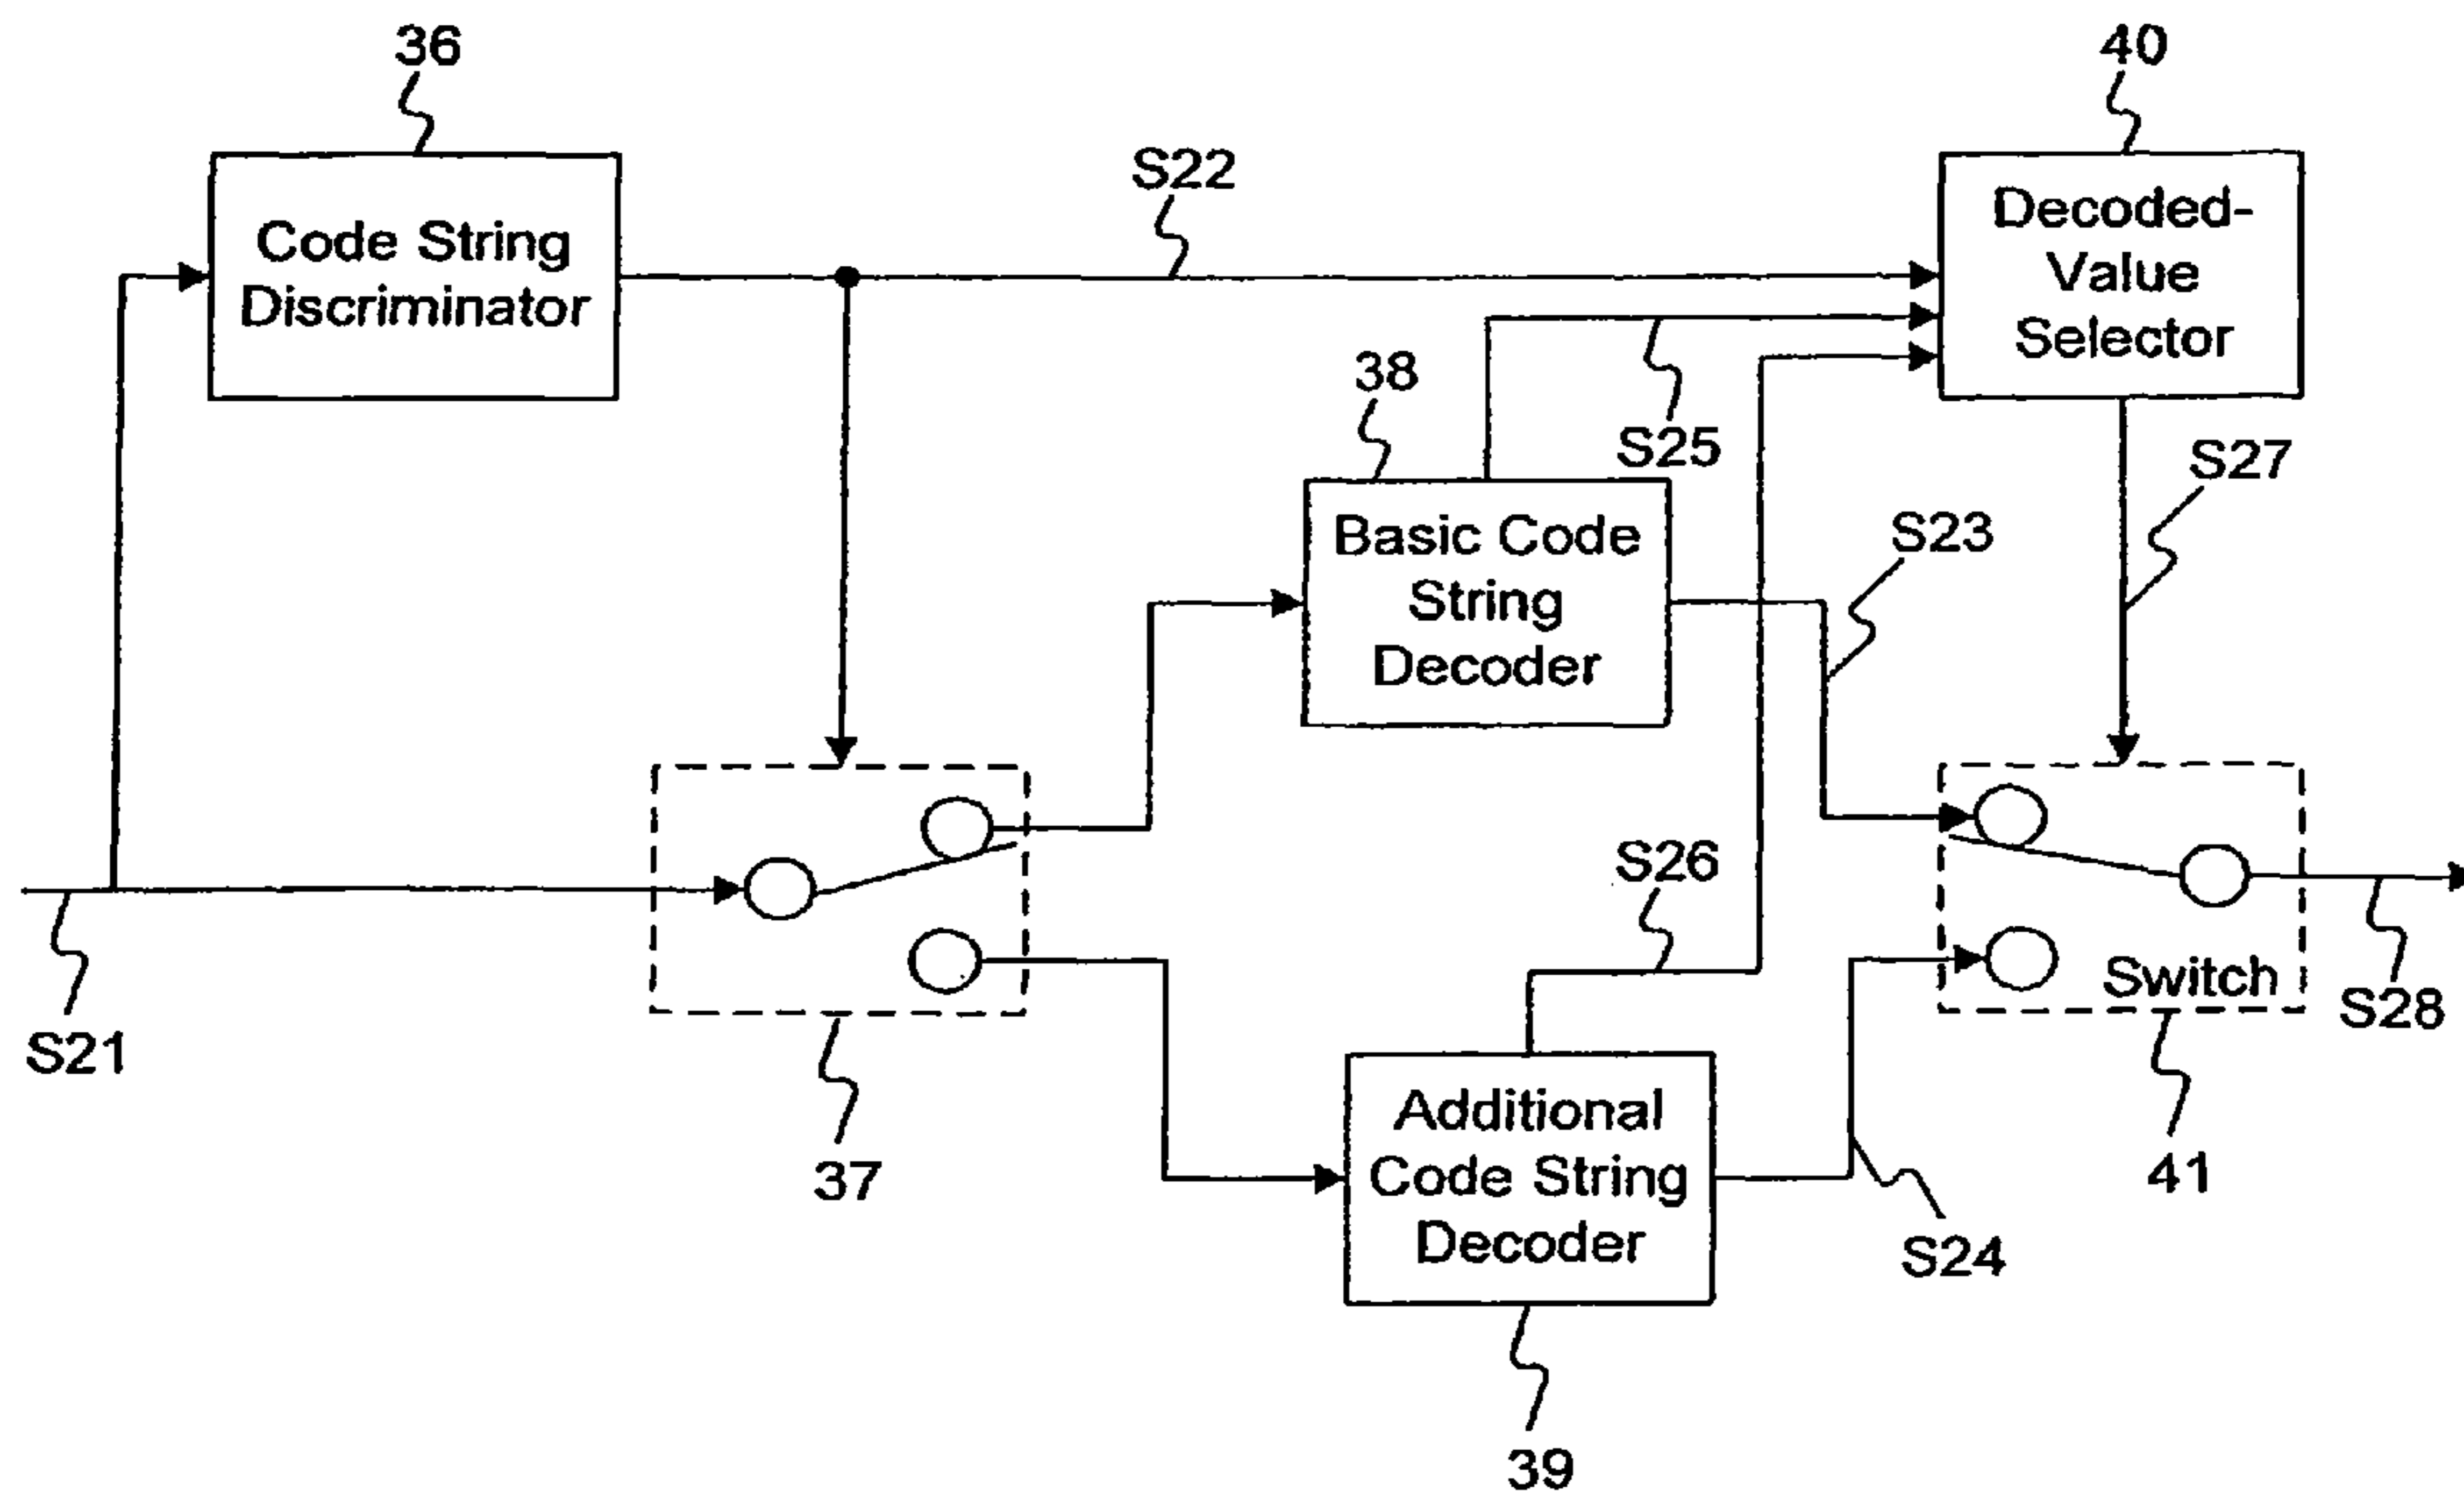 36
40
S22
Code String
Discriminator
Decoded-
Value
Selector
38
S25
S27
S23
Basic Code
String
Decoder
S26
Switch
S28
S21
Additional
Code String
Decoder
37
41
S24
39